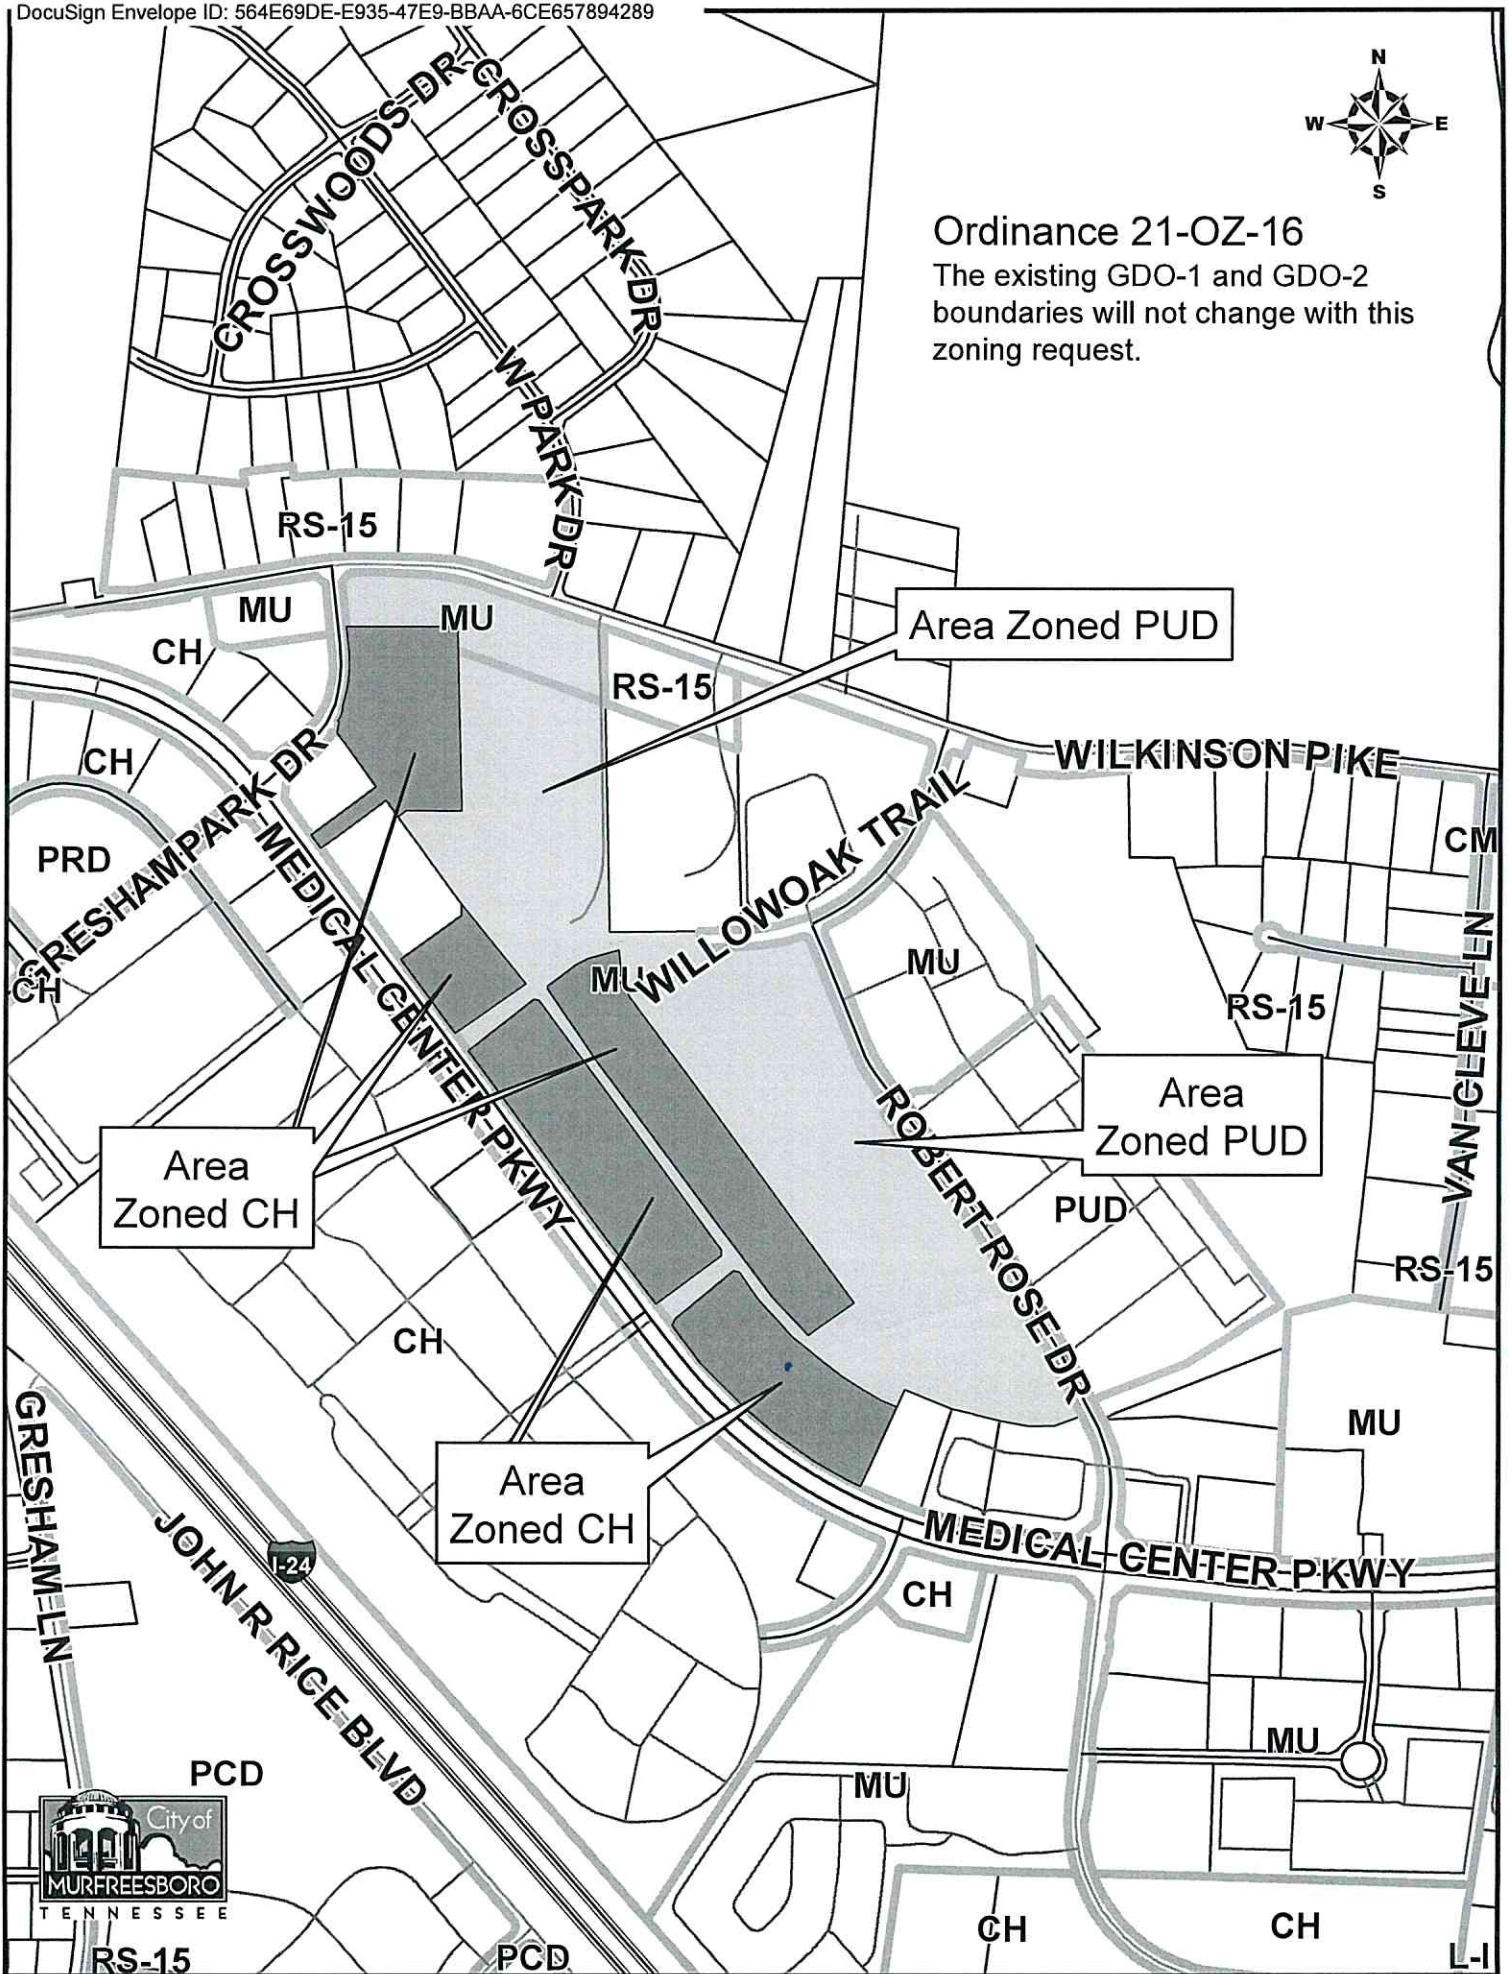 DocuSign Envelope ID: 564E69DE-E935-47E9-BBAA-6CE657894289
N
W
E
S
Ordinance 21-OZ-16
The existing GDO-1 and GDO-2
boundaries will not change with this
zoning request.
CROSSWOODS DR
CROSSPARK DR
W PARK DR
RS-15
MU
MU
CH
Area Zoned PUD
RS-15
WILKINSON PIKE
CH
GRESHAMPARK DR
PRD
CH
MEDICAL CENTER PKWY
WILLOWOAK TRAIL
CM
MU
MU
RS-15
VAN CLEVE LN
Area
Zoned PUD
ROBERT ROSE DR
PUD
RS-15
Area
Zoned CH
CH
MU
Area
Zoned CH
GRESHAM LN
I-24
JOHN R RICE BLVD
MEDICAL CENTER PKWY
CH
MU
MU
PCD
City of
MURFREESBORO
TENNESSEE
RS-15
PCD
CH
CH
L-I